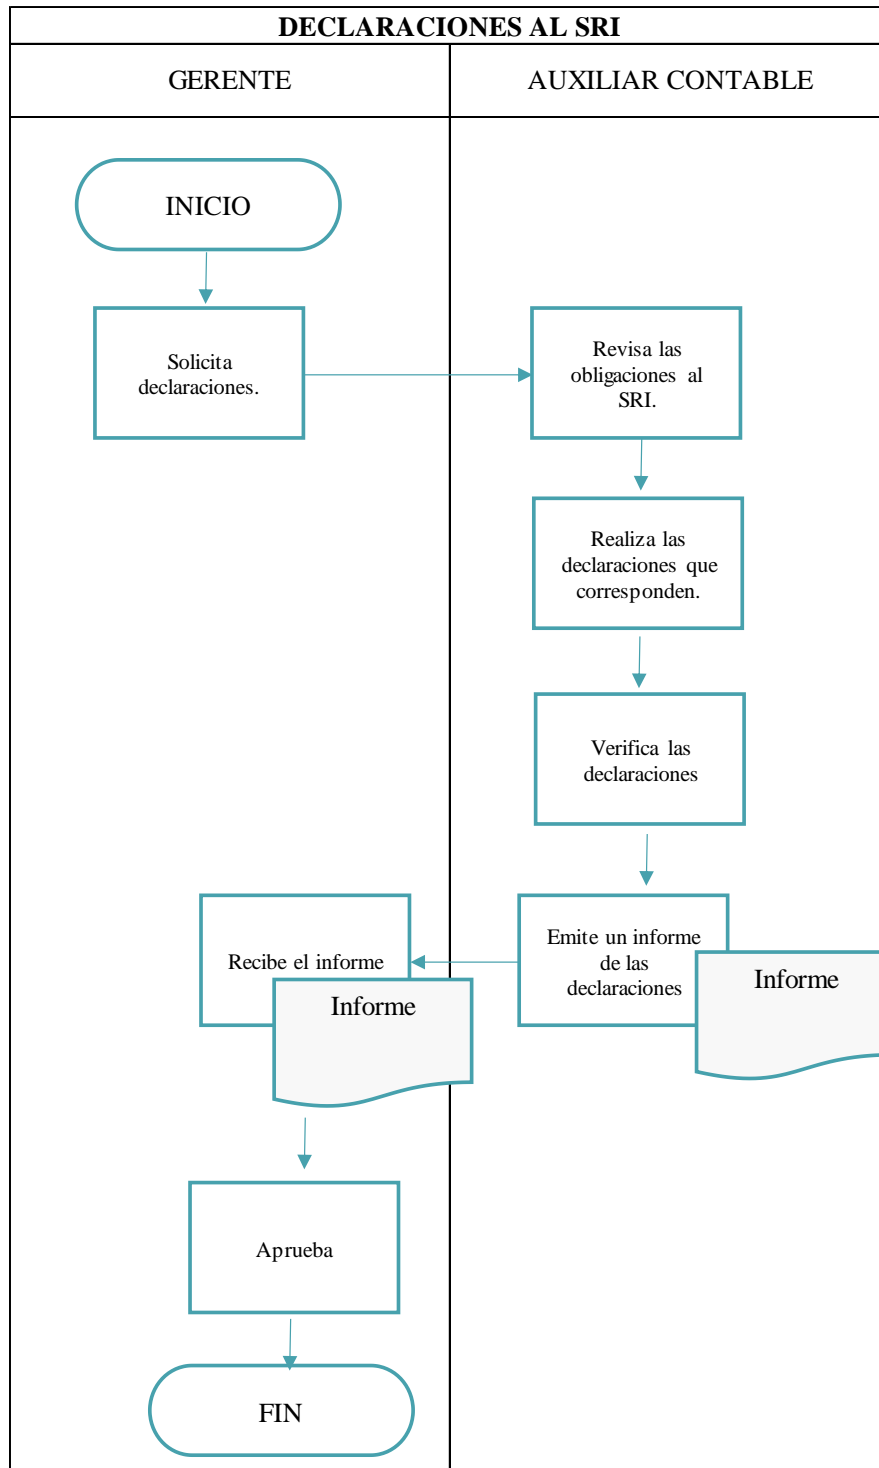 DECLARACIONES AL SRI
GERENTE
AUXILIAR CONTABLE
INICIO
Solicita
declaraciones.
Revisa las
obligaciones al
SRI.
Realiza las
declaraciones que
corresponden.
Verifica las
declaraciones
Emite un informe
de las
declaraciones
Informe
Recibe el informe
Informe
Aprueba
FIN